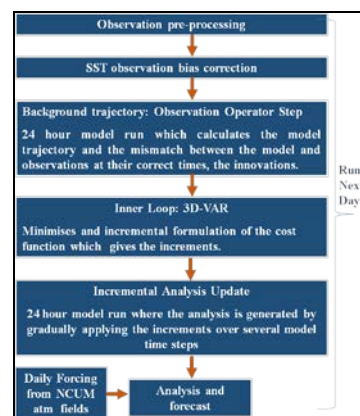 Observation pre-processing
SST observation bias correction
Background trajectory: Observation Operator Step
24 hour model run which calculates the model
trajectory and the mismatch between the model and
observations at their correct times, the innovations.
Inner Loop: 3D-VAR
Minimises and incremental formulation of the cost
function which gives the increments.
Incremental Analysis Update
24 hour model run where the analysis is generated by
gradually applying the increments over several model
time steps
Daily Forcing
from NCUM
atm fields
Analysis and
forecast
Run
Next
Day